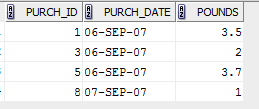 PURCH_ID PURCH_DATE POUNDS
1 06-SEP-07 3.5
3 06-SEP-07 2
5 06-SEP-07 3.7
8 07-SEP-07 1